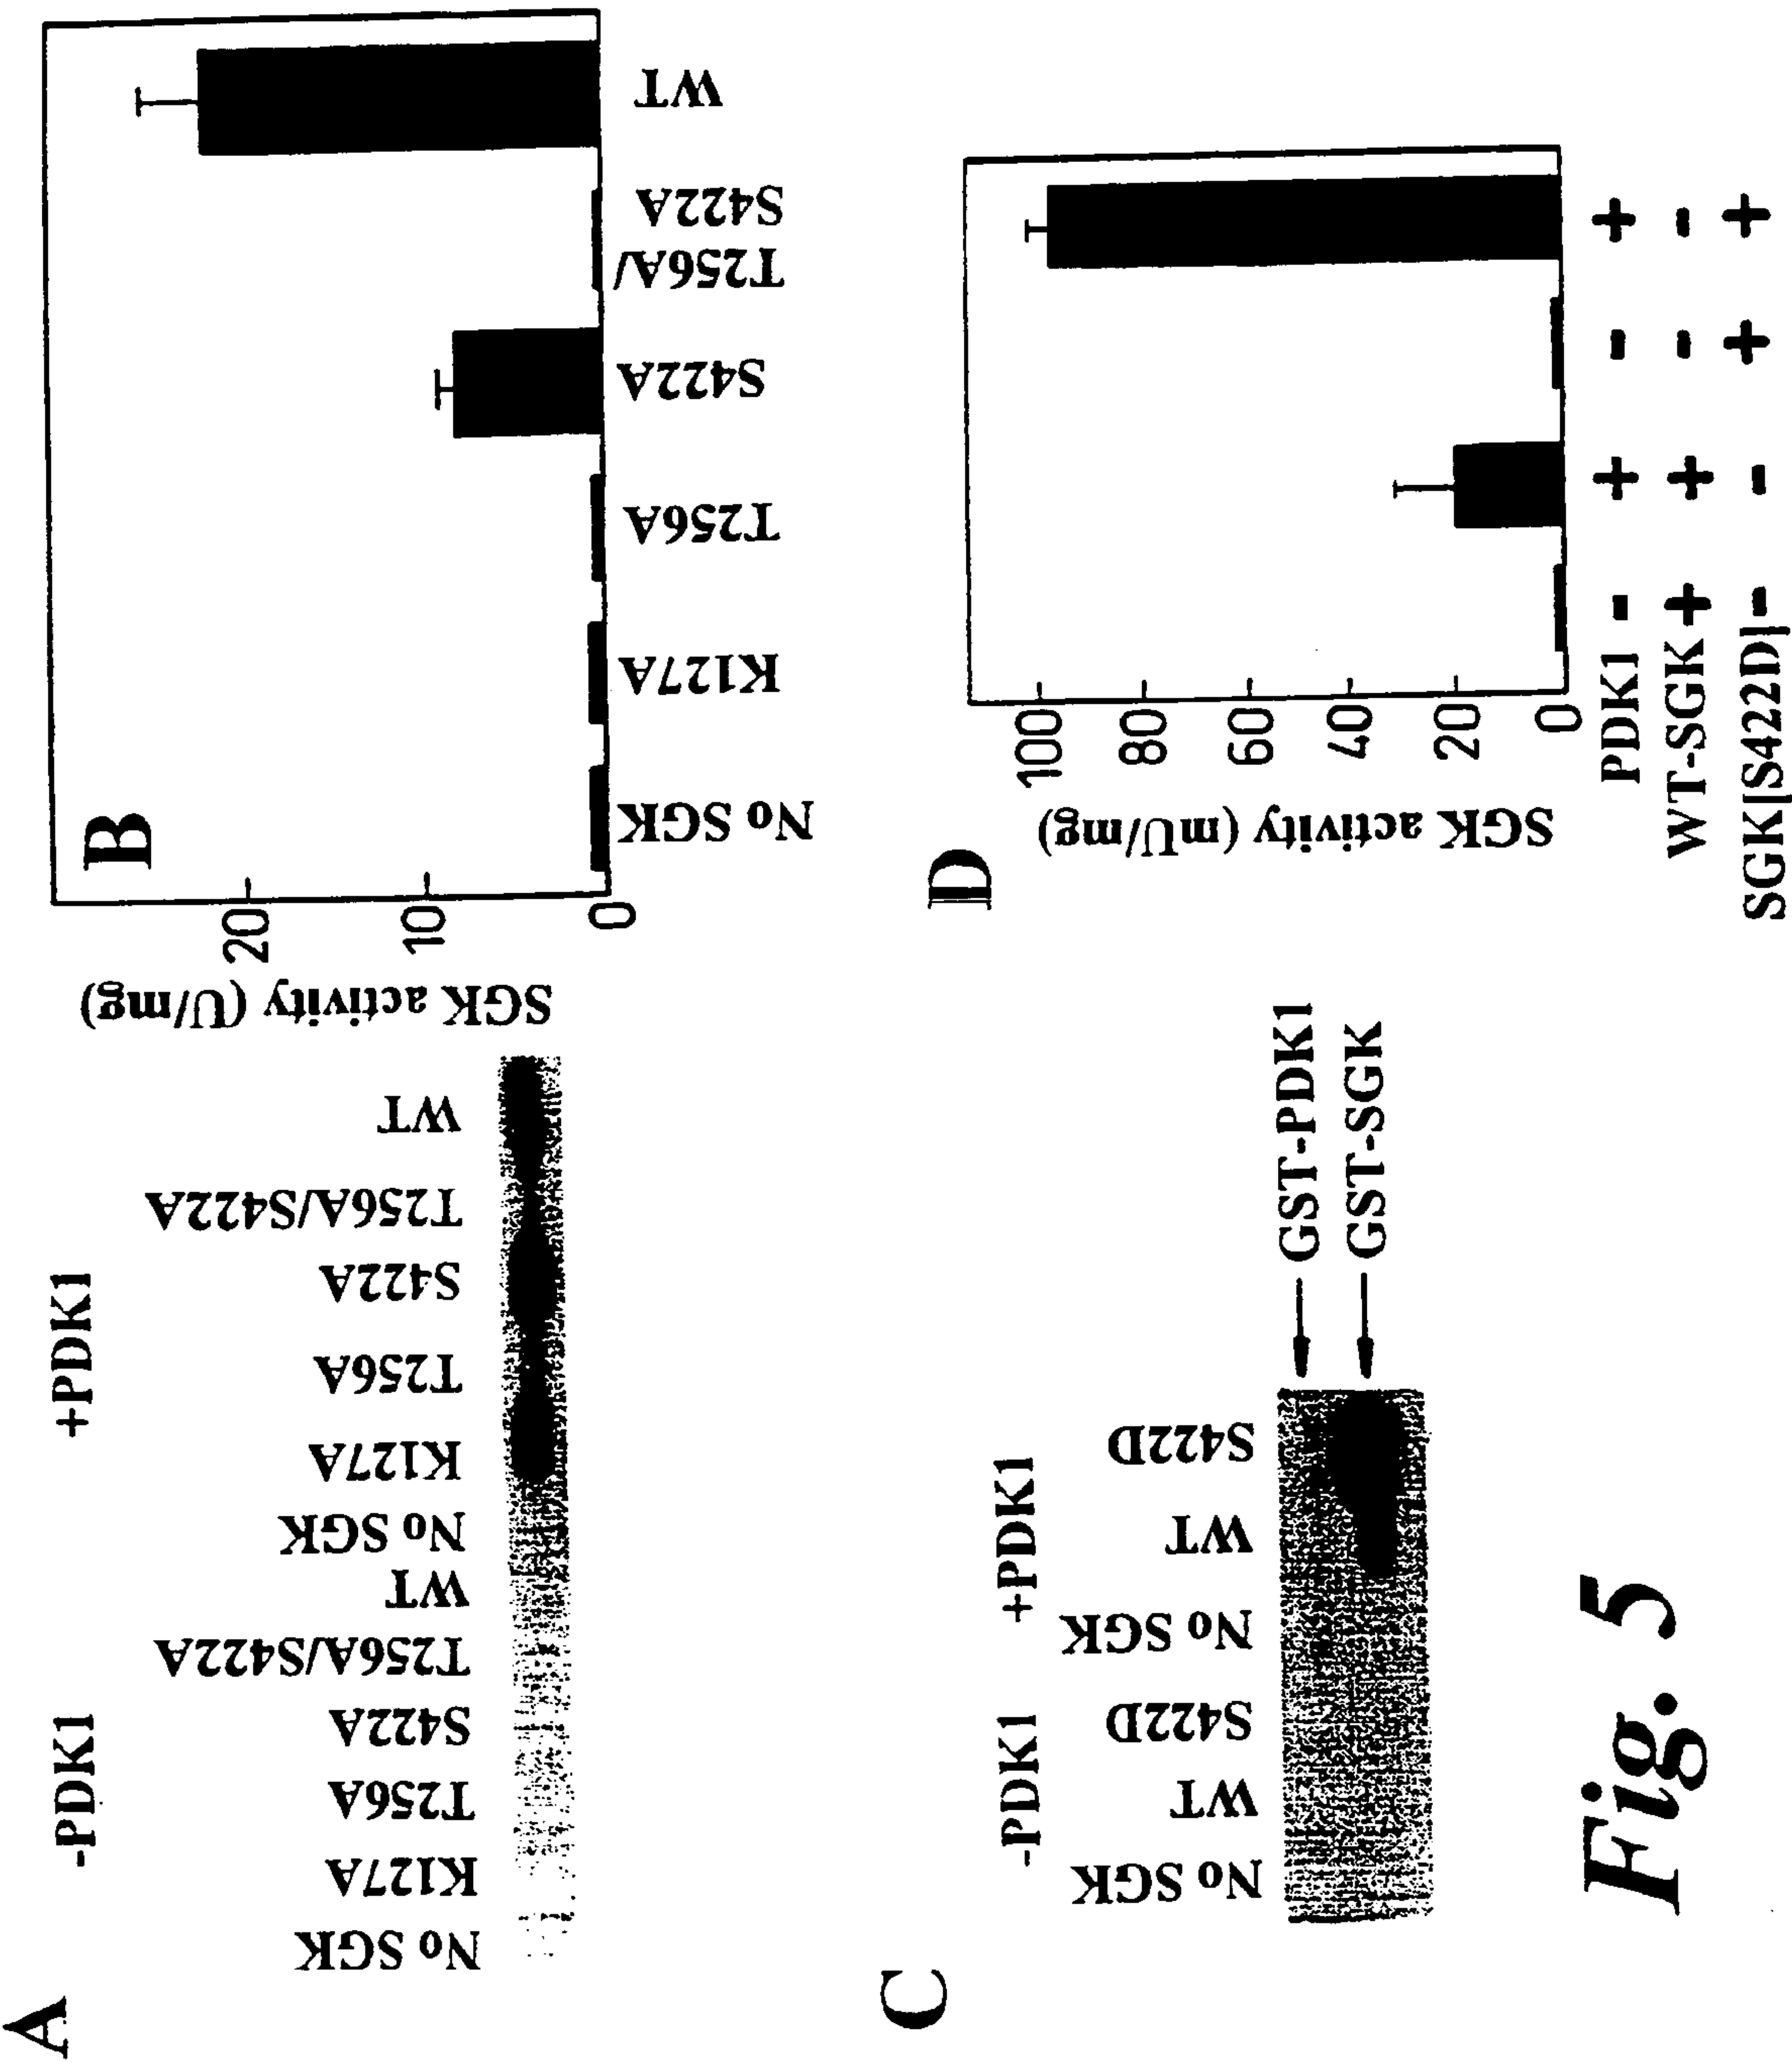 A
-PDK1
+PDK1
No SGK
K127A
T256A
S422A
T256A/S422A
WT
No SGK
K127A
T256A
S422A
T256A/S422A
WT
B
SGK activity (U/mg)
20
10
0
No SGK
K127A
T256A
S422A
T256A/
S422A
WT
C
-PDK1
+PDK1
No SGK
WT
S422D
No SGK
WT
S422D
GST-PDK1
GST-SGK
D
SGK activity (mU/mg)
100
80
60
40
20
0
PDK1 - + - +
WT-SGK + + - -
SGK[S422D] - - + +
Fig. 5